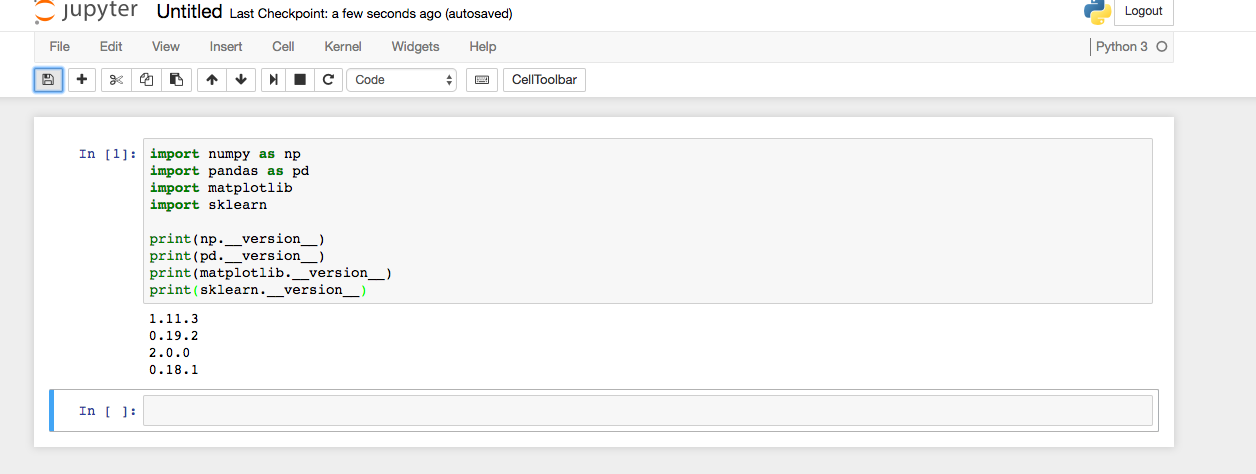 jupyter Untitled Last Checkpoint: a few seconds ago (autosaved) Logout
File Edit View Insert Cell Kernel Widgets Help Python 3
Code CellToolbar
In [1]: import numpy as np
import pandas as pd
import matplotlib
import sklearn
print(np.__version__)
print(pd.__version__)
print(matplotlib.__version__)
print(sklearn.__version__)
1.11.3
0.19.2
2.0.0
0.18.1
In [ ]: